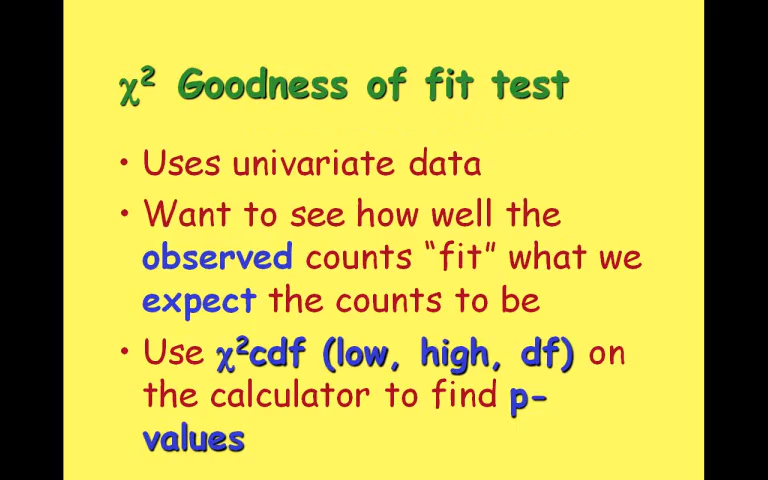 χ² Goodness of fit test
• Uses univariate data
• Want to see how well the
observed counts “fit” what we
expect the counts to be
• Use χ²cdf (low, high, df) on
the calculator to find p-
values